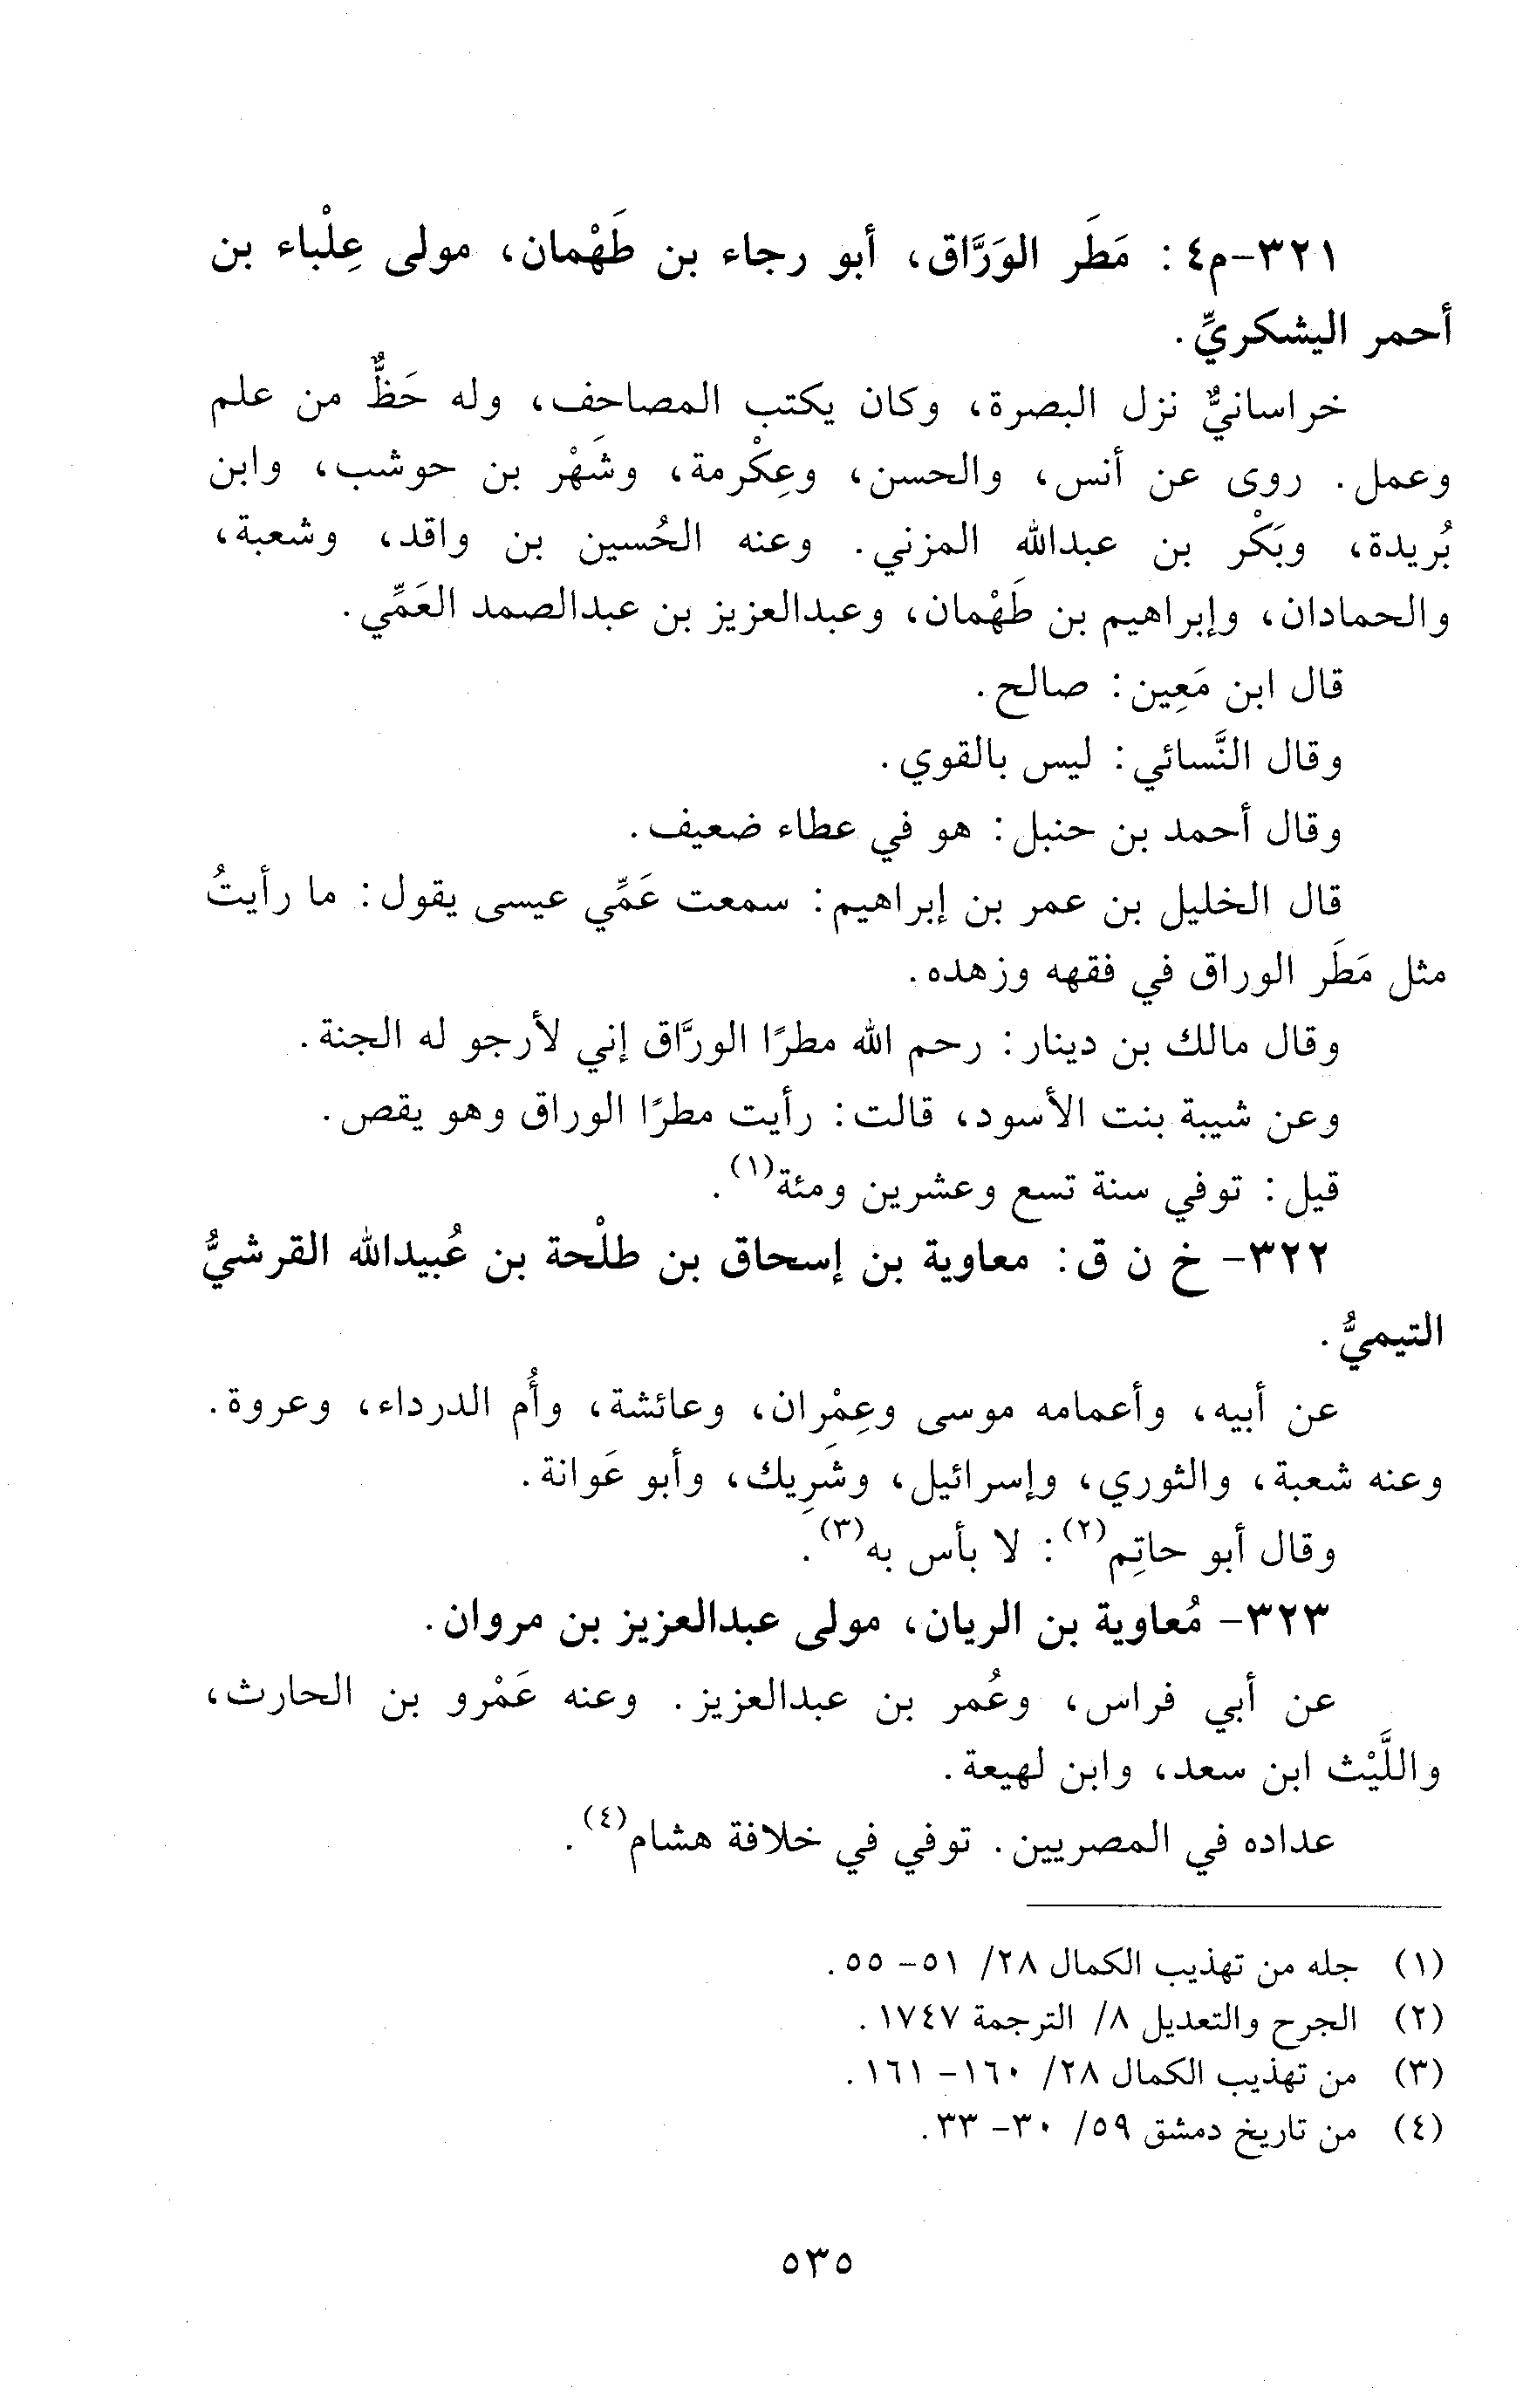 ٣٢١-م٤: مَطَر الوَرَّاق، أبو رجاء بن طَهْمان، مولى عِلْباء بن
أحمر اليشكريِّ.
خراسانيٌّ نزل البصرة، وكان يكتب المصاحف، وله حَظٌّ من علم
وعمل. روى عن أنس، والحسن، وعِكْرمة، وشَهْر بن حوشب، وابن
بُريدة، وبَكْر بن عبدالله المزني. وعنه الحُسين بن واقد، وشعبة،
والحمادان، وإبراهيم بن طَهْمان، وعبدالعزيز بن عبدالصمد العَمِّي.
قال ابن مَعِين: صالح.
وقال النَّسائي: ليس بالقوي.
وقال أحمد بن حنبل: هو في عطاء ضعيف.
قال الخليل بن عمر بن إبراهيم: سمعت عَمِّي عيسى يقول: ما رأيتُ
مثل مَطَر الوراق في فقهه وزهده.
وقال مالك بن دينار: رحم الله مطرًا الورَّاق إني لأرجو له الجنة.
وعن شيبة بنت الأسود، قالت: رأيت مطرًا الوراق وهو يقص.
قيل: توفي سنة تسع وعشرين ومئة(١).
٣٢٢- خ ن ق: معاوية بن إسحاق بن طلْحة بن عُبيدالله القرشيُّ
التيميُّ.
عن أبيه، وأعمامه موسى وعِمْران، وعائشة، وأُم الدرداء، وعروة.
وعنه شعبة، والثوري، وإسرائيل، وشَرِيك، وأبو عَوانة.
وقال أبو حاتِم(٢): لا بأس به(٣).
٣٢٣- مُعاوية بن الريان، مولى عبدالعزيز بن مروان.
عن أبي فراس، وعُمر بن عبدالعزيز. وعنه عَمْرو بن الحارث،
واللَّيْث ابن سعد، وابن لهيعة.
عداده في المصريين. توفي في خلافة هشام(٤).
(١) جله من تهذيب الكمال ٢٨/ ٥١- ٥٥.
(٢) الجرح والتعديل ٨/ الترجمة ١٧٤٧.
(٣) من تهذيب الكمال ٢٨/ ١٦٠- ١٦١.
(٤) من تاريخ دمشق ٥٩/ ٣٠- ٣٣.
٥٣٥